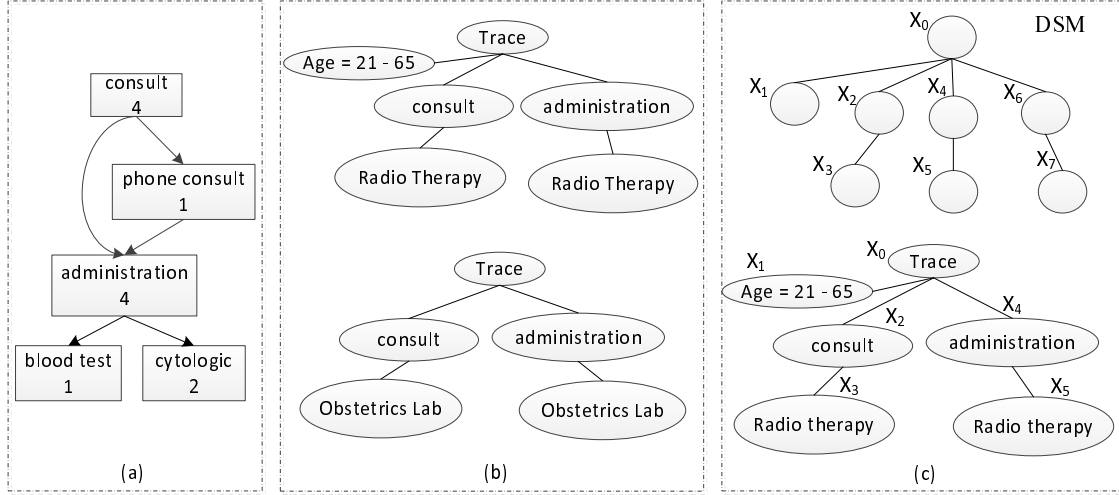 consult
4
phone consult
1
administration
4
blood test
1
cytologic
2
(a)
Trace
Age = 21 - 65
consult
administration
Radio Therapy
Radio Therapy
Trace
consult
administration
Obstetrics Lab
Obstetrics Lab
(b)
DSM
X0
X1
X2
X4
X6
X3
X5
X7
X0
Trace
X1
Age = 21 - 65
X2
X4
consult
administration
X3
X5
Radio therapy
Radio therapy
(c)